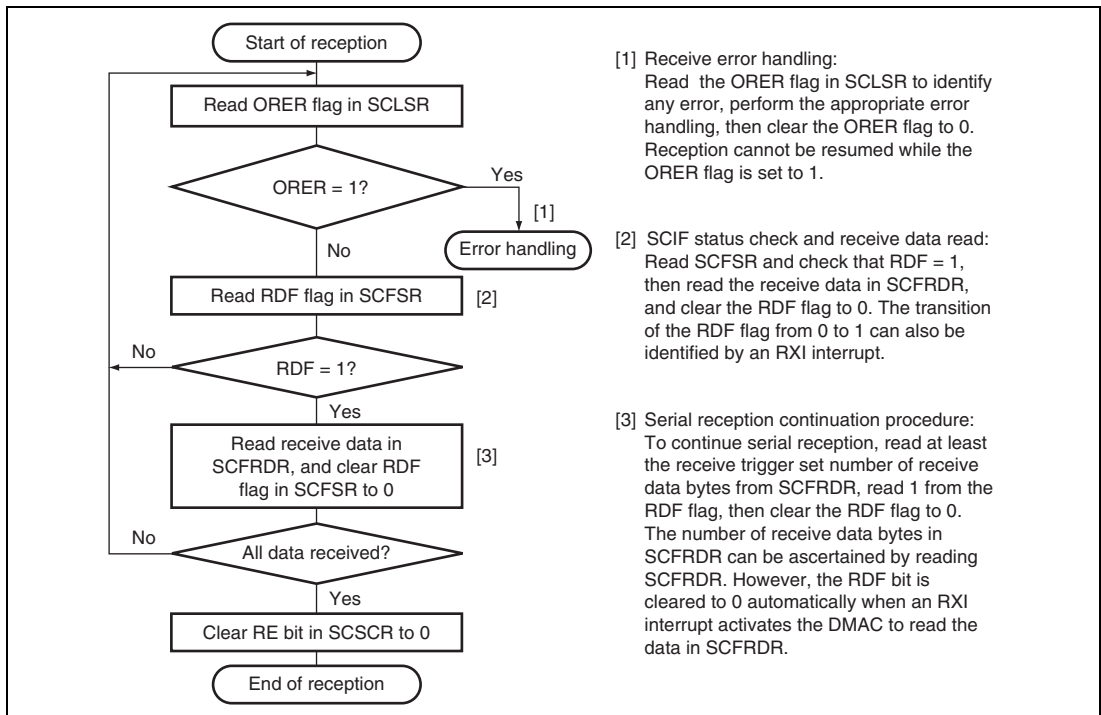 Start of reception
Read ORER flag in SCLSR
ORER = 1?
Yes
[1]
Error handling
No
Read RDF flag in SCFSR
[2]
No
RDF = 1?
Yes
Read receive data in
SCFRDR, and clear RDF
flag in SCFSR to 0
[3]
No
All data received?
Yes
Clear RE bit in SCSCR to 0
End of reception
[1] Receive error handling:
Read the ORER flag in SCLSR to identify
any error, perform the appropriate error
handling, then clear the ORER flag to 0.
Reception cannot be resumed while the
ORER flag is set to 1.
[2] SCIF status check and receive data read:
Read SCFSR and check that RDF = 1,
then read the receive data in SCFRDR,
and clear the RDF flag to 0. The transition
of the RDF flag from 0 to 1 can also be
identified by an RXI interrupt.
[3] Serial reception continuation procedure:
To continue serial reception, read at least
the receive trigger set number of receive
data bytes from SCFRDR, read 1 from the
RDF flag, then clear the RDF flag to 0.
The number of receive data bytes in
SCFRDR can be ascertained by reading
SCFRDR. However, the RDF bit is
cleared to 0 automatically when an RXI
interrupt activates the DMAC to read the
data in SCFRDR.